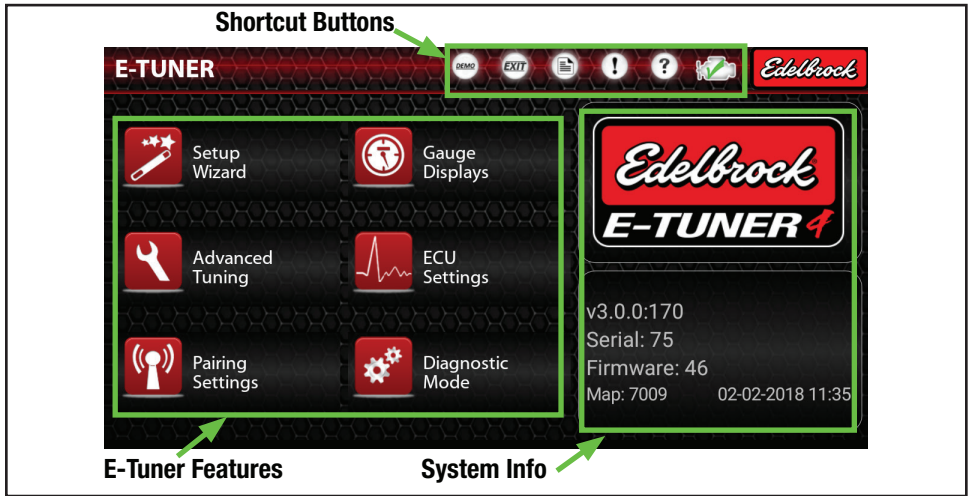 Shortcut Buttons
E-TUNER
DEMO
EXIT
!
?
Edelbrock
Setup
Wizard
Gauge
Displays
Advanced
Tuning
ECU
Settings
Pairing
Settings
Diagnostic
Mode
Edelbrock
E-TUNER 4
v3.0.0:170
Serial: 75
Firmware: 46
Map: 7009 02-02-2018 11:35
E-Tuner Features
System Info